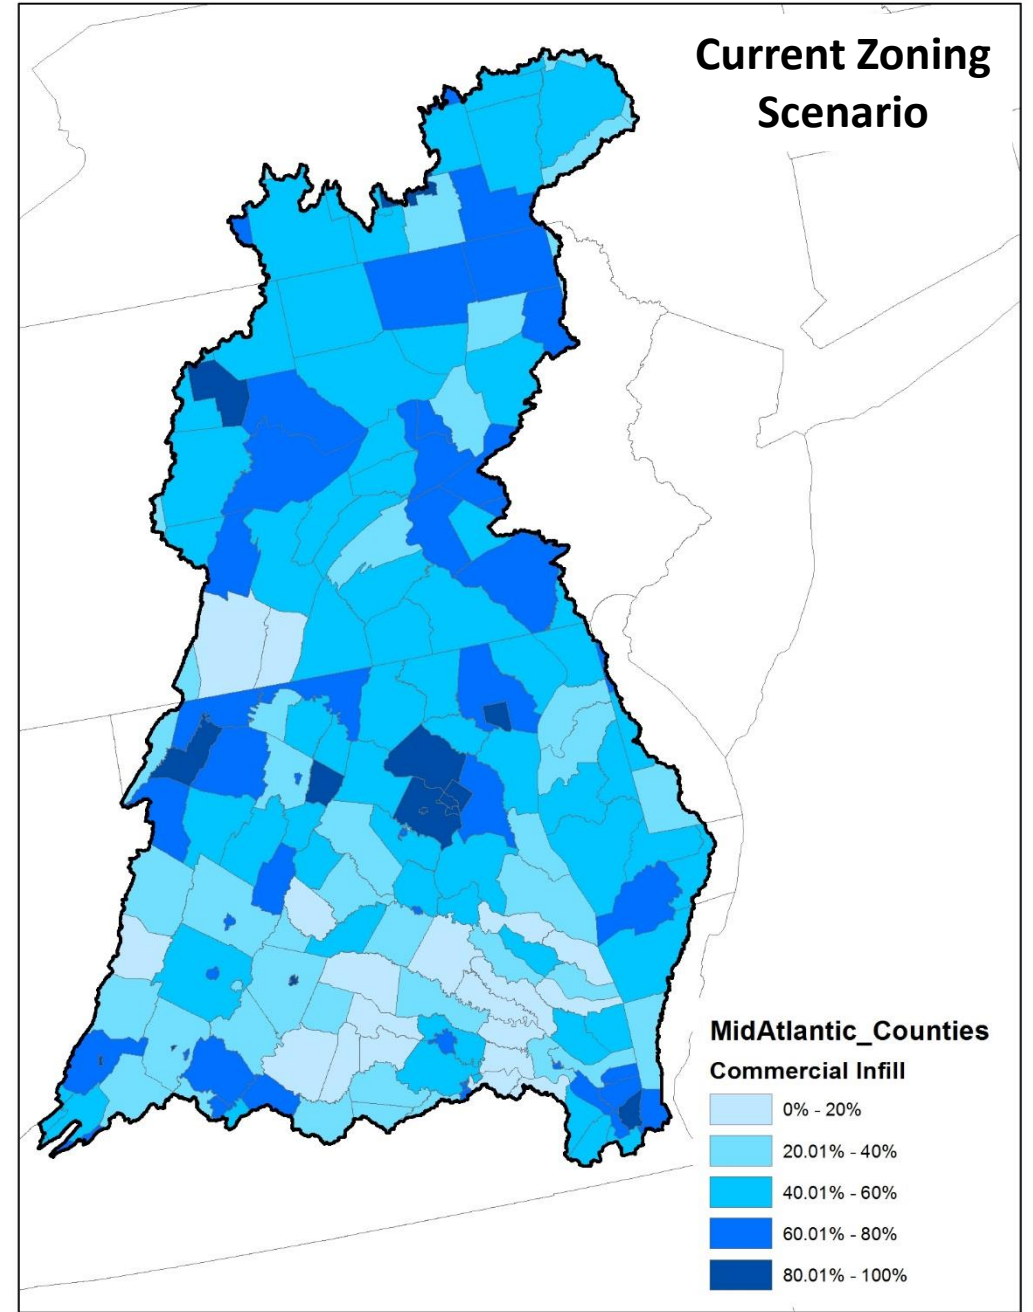 Current Zoning
Scenario
MidAtlantic_Counties
Commercial Infill
0% - 20%
20.01% - 40%
40.01% - 60%
60.01% - 80%
80.01% - 100%